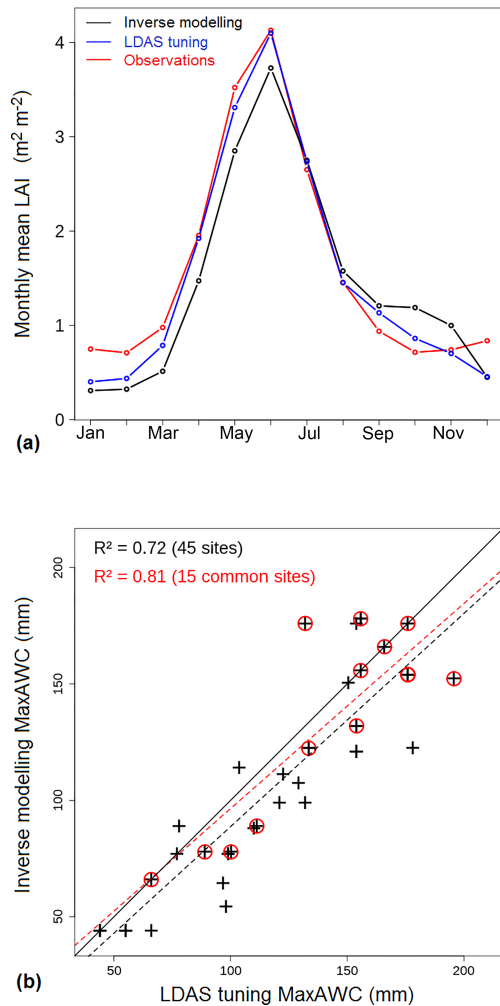 Inverse modelling
LDAS tuning
Observations
Monthly mean LAI (m² m⁻²)
4
3
2
1
0
Jan Mar May Jul Sep Nov
(a)
R² = 0.72 (45 sites)
R² = 0.81 (15 common sites)
Inverse modelling MaxAWC (mm)
200
150
100
50
50 100 150 200
LDAS tuning MaxAWC (mm)
(b)